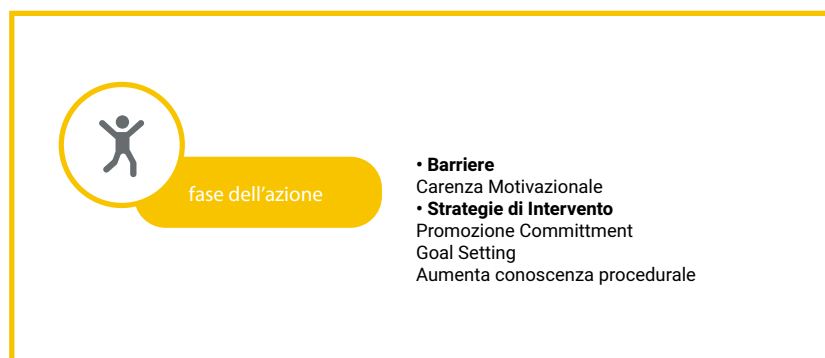 fase dell'azione
• Barriere
Carenza Motivazionale
• Strategie di Intervento
Promozione Committment
Goal Setting
Aumenta conoscenza procedurale